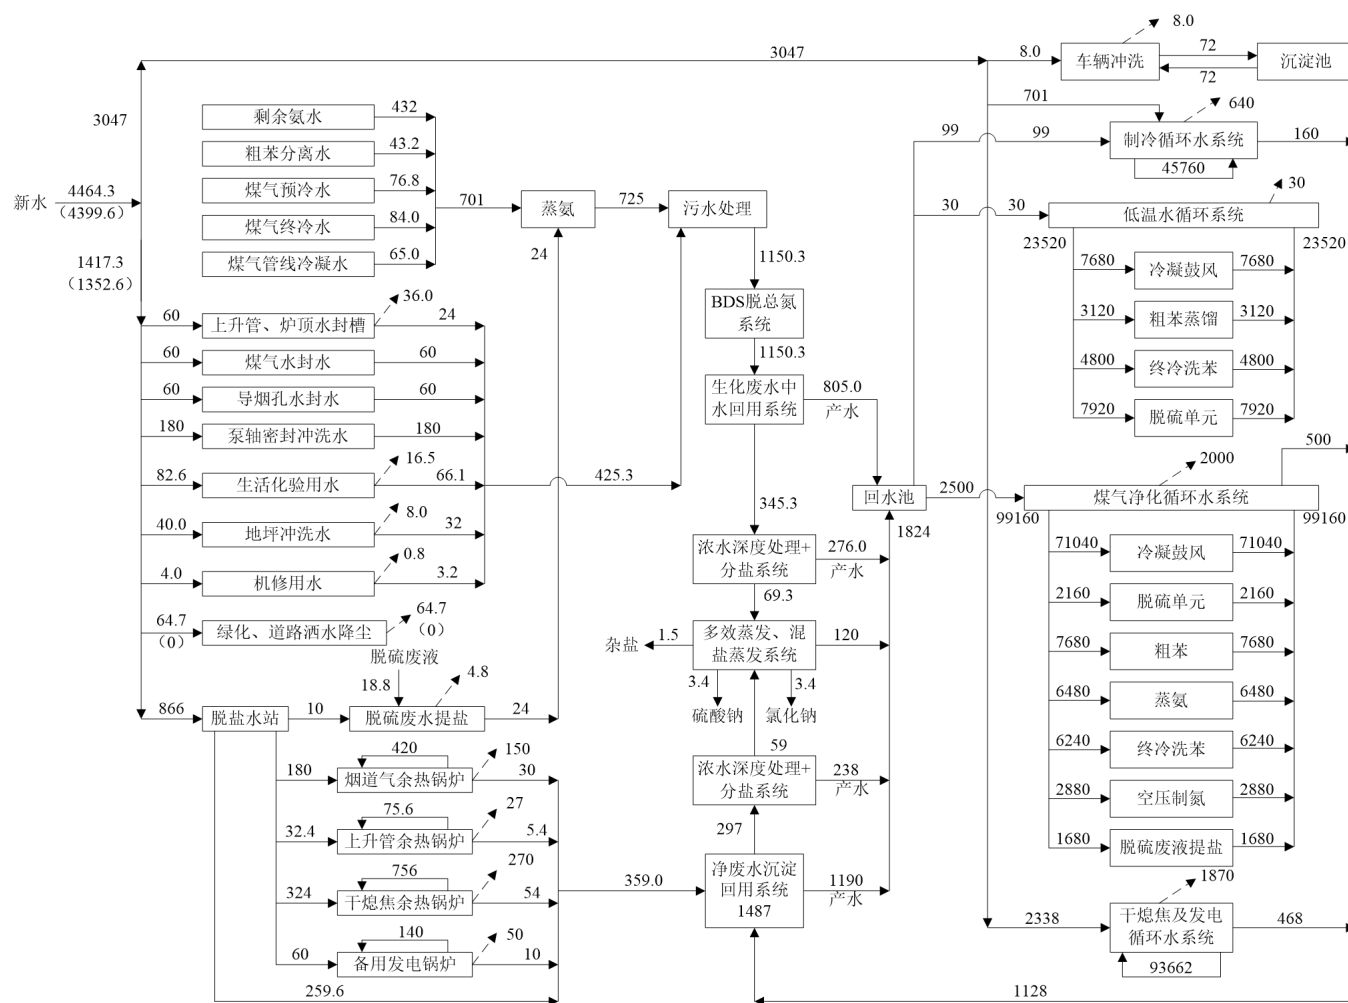 3047
8.0
8.0
车辆冲洗
72
72
沉淀池
3047
701
640
99
99
制冷循环水系统
160
45760
剩余氨水
432
粗苯分离水
43.2
煤气预冷水
76.8
煤气终冷水
84.0
煤气管线冷凝水
65.0
新水
4464.3
（4399.6）
1417.3
（1352.6）
701
蒸氨
725
污水处理
24
1150.3
BDS脱总氮
系统
1150.3
生化废水中
水回用系统
805.0
产水
30
30
30
低温水循环系统
23520
23520
7680
冷凝鼓风
7680
3120
粗苯蒸馏
3120
4800
终冷洗苯
4800
7920
脱硫单元
7920
60
上升管、炉顶水封槽
36.0
24
60
煤气水封水
60
60
导烟孔水封水
60
180
泵轴密封冲洗水
180
82.6
生活化验用水
16.5
66.1
40.0
地坪冲洗水
8.0
32
4.0
机修用水
0.8
3.2
64.7
（0）
绿化、道路洒水降尘
64.7
（0）
425.3
345.3
回水池
2500
1824
浓水深度处理+
分盐系统
276.0
产水
69.3
杂盐
1.5
多效蒸发、混
盐蒸发系统
120
3.4
硫酸钠
3.4
氯化钠
59
浓水深度处理+
分盐系统
238
产水
297
净废水沉淀
回用系统
1487
1190
产水
359.0
脱硫废液
18.8
4.8
866
脱盐水站
10
脱硫废水提盐
24
420
150
180
烟道气余热锅炉
30
75.6
27
32.4
上升管余热锅炉
5.4
756
270
324
干熄焦余热锅炉
54
140
50
60
备用发电锅炉
10
259.6
500
2000
煤气净化循环水系统
99160
99160
71040
冷凝鼓风
71040
2160
脱硫单元
2160
7680
粗苯
7680
6480
蒸氨
6480
6240
终冷洗苯
6240
2880
空压制氮
2880
1680
脱硫废液提盐
1680
1870
2338
干熄焦及发电
循环水系统
468
93662
1128